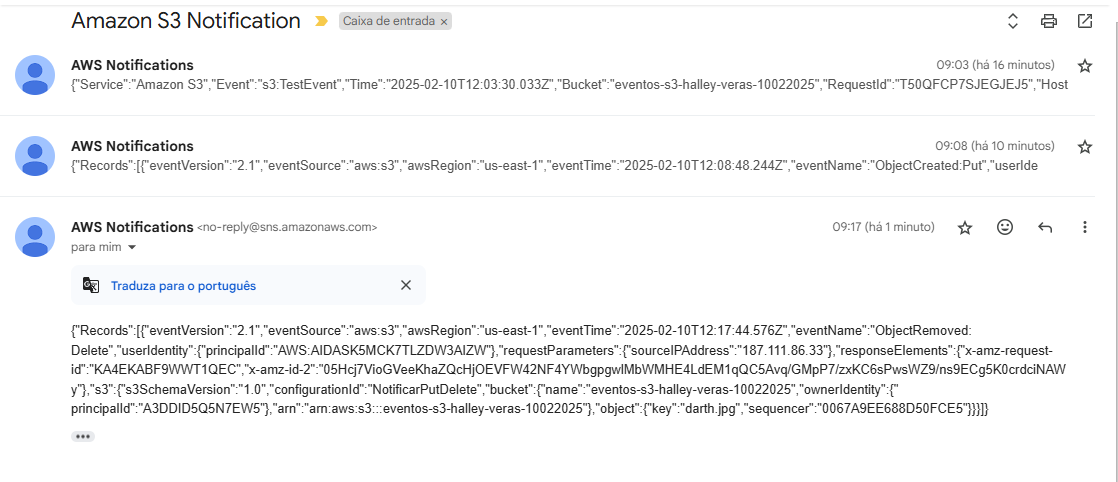 Amazon S3 Notification Caixa de entrada ×
AWS Notifications 09:03 (há 16 minutos)
{"Service":"Amazon S3","Event":"s3:TestEvent","Time":"2025-02-10T12:03:30.033Z","Bucket":"eventos-s3-halley-veras-10022025","RequestId":"T50QFCP7SJEGJEJ5","Host
AWS Notifications 09:08 (há 10 minutos)
{"Records":[{"eventVersion":"2.1","eventSource":"aws:s3","awsRegion":"us-east-1","eventTime":"2025-02-10T12:08:48.244Z","eventName":"ObjectCreated:Put","userIde
AWS Notifications <no-reply@sns.amazonaws.com> 09:17 (há 1 minuto)
para mim
Traduza para o português
{"Records":[{"eventVersion":"2.1","eventSource":"aws:s3","awsRegion":"us-east-1","eventTime":"2025-02-10T12:17:44.576Z","eventName":"ObjectRemoved:
Delete","userIdentity":{"principalId":"AWS:AIDASK5MCK7TLZDW3AIZW"},"requestParameters":{"sourceIPAddress":"187.111.86.33"},"responseElements":{"x-amz-request-
id":"KA4EKABF9WWT1QEC","x-amz-id-2":"05Hcj7VioGVeeKhaZQcHjOEVFW42NF4YWbgpgwlMbWMHE4LdEM1qQC5Avq/GMpP7/zxKC6sPwsWZ9/ns9ECg5K0crdciNAW
y"},"s3":{"s3SchemaVersion":"1.0","configurationId":"NotificarPutDelete","bucket":{"name":"eventos-s3-halley-veras-10022025","ownerIdentity":{"
principalId":"A3DDID5Q5N7EW5"},"arn":"arn:aws:s3:::eventos-s3-halley-veras-10022025"},"object":{"key":"darth.jpg","sequencer":"0067A9EE688D50FCE5"}}}]}